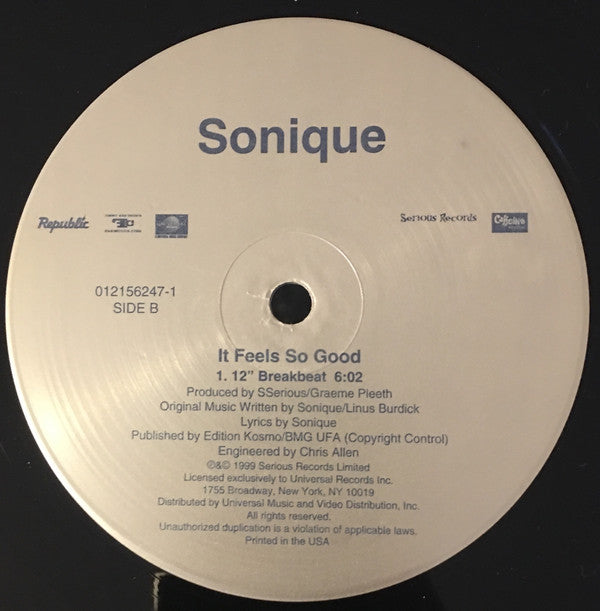 Sonique
Republic
Serious Records
Caffeine
012156247-1
SIDE B
It Feels So Good
1. 12” Breakbeat 6:02
Produced by SSerious/Graeme Pleeth
Original Music Written by Sonique/Linus Burdick
Lyrics by Sonique
Published by Edition Kosmo/BMG UFA (Copyright Control)
Engineered by Chris Allen
℗&© 1999 Serious Records Limited
Licensed exclusively to Universal Records Inc.
1755 Broadway, New York, NY 10019
Distributed by Universal Music and Video Distribution, Inc.
All rights reserved.
Unauthorized duplication is a violation of applicable laws.
Printed in the USA